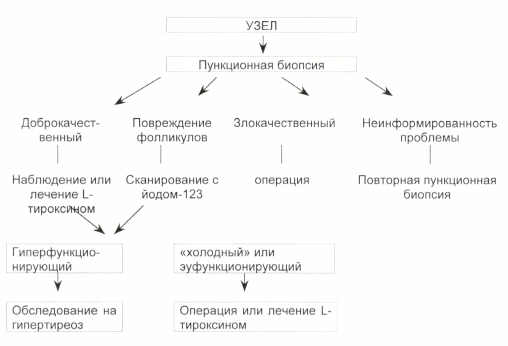 УЗЕЛ
Пункционная биопсия
Доброкачест-
венный
Повреждение
фолликулов
Злокачественный
Неинформированность
проблемы
Наблюдение или
лечение L-
тироксином
Сканирование с
йодом-123
операция
Повторная пункционная
биопсия
Гиперфункцио-
нирующий
«холодный» или
эуфункционирующий
Обследование на
гипертиреоз
Операция или лечение L-
тироксином